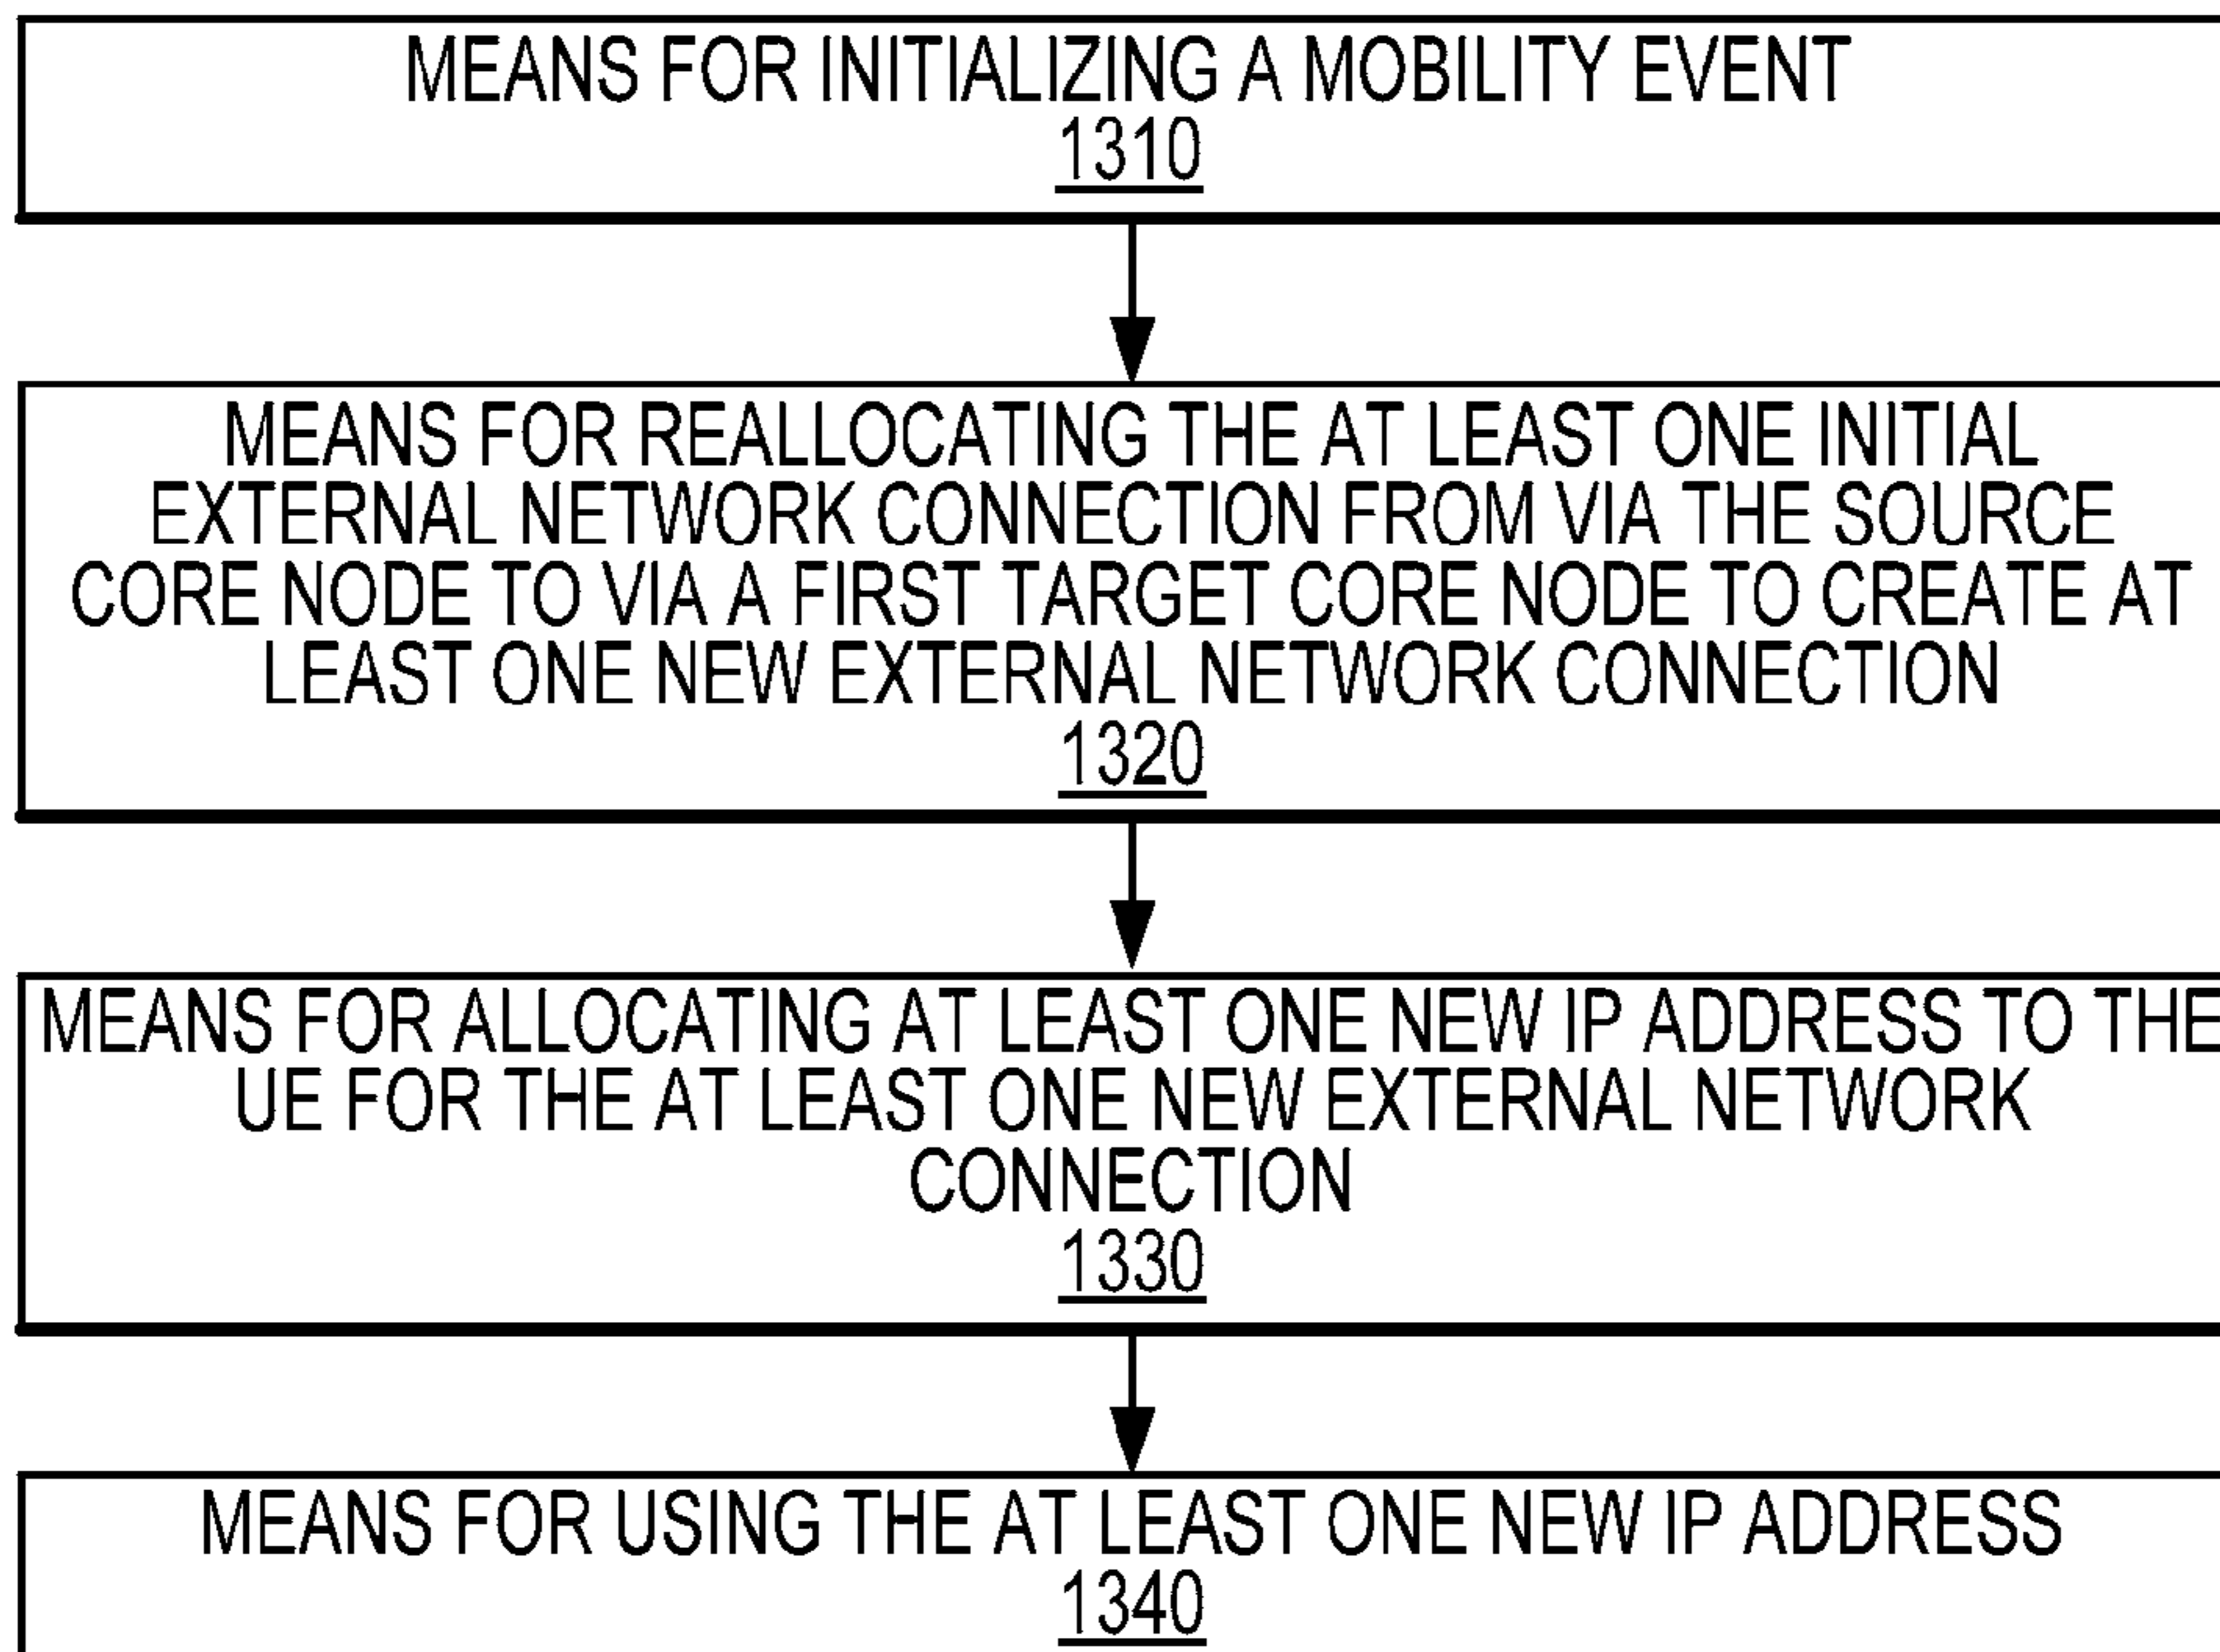 MEANS FOR INITIALIZING A MOBILITY EVENT
1310
MEANS FOR REALLOCATING THE AT LEAST ONE INITIAL
EXTERNAL NETWORK CONNECTION FROM VIA THE SOURCE
CORE NODE TO VIA A FIRST TARGET CORE NODE TO CREATE AT
LEAST ONE NEW EXTERNAL NETWORK CONNECTION
1320
MEANS FOR ALLOCATING AT LEAST ONE NEW IP ADDRESS TO THE
UE FOR THE AT LEAST ONE NEW EXTERNAL NETWORK
CONNECTION
1330
MEANS FOR USING THE AT LEAST ONE NEW IP ADDRESS
1340